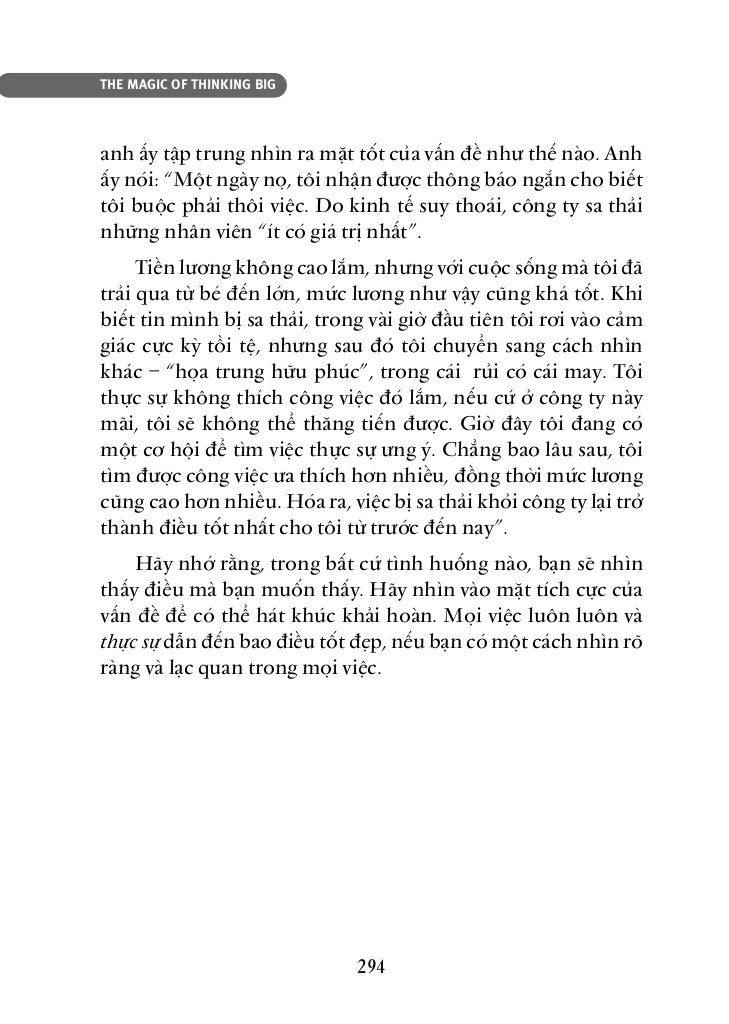 THE MAGIC OF THINKING BIG
anh ấy tập trung nhìn ra mặt tốt của vấn đề như thế nào. Anh
ấy nói: “Một ngày nọ, tôi nhận được thông báo ngắn cho biết
tôi buộc phải thôi việc. Do kinh tế suy thoái, công ty sa thải
những nhân viên “ít có giá trị nhất”.
Tiền lương không cao lắm, nhưng với cuộc sống mà tôi đã
trải qua từ bé đến lớn, mức lương như vậy cũng khá tốt. Khi
biết tin mình bị sa thải, trong vài giờ đầu tiên tôi rơi vào cảm
giác cực kỳ tồi tệ, nhưng sau đó tôi chuyển sang cách nhìn
khác – “họa trung hữu phúc”, trong cái  rủi có cái may. Tôi
thực sự không thích công việc đó lắm, nếu cứ ở công ty này
mãi, tôi sẽ không thể thăng tiến được. Giờ đây tôi đang có
một cơ hội để tìm việc thực sự ưng ý. Chẳng bao lâu sau, tôi
tìm được công việc ưa thích hơn nhiều, đồng thời mức lương
cũng cao hơn nhiều. Hóa ra, việc bị sa thải khỏi công ty lại trở
thành điều tốt nhất cho tôi từ trước đến nay”.
Hãy nhớ rằng, trong bất cứ tình huống nào, bạn sẽ nhìn
thấy điều mà bạn muốn thấy. Hãy nhìn vào mặt tích cực của
vấn đề để có thể hát khúc khải hoàn. Mọi việc luôn luôn và
thực sự dẫn đến bao điều tốt đẹp, nếu bạn có một cách nhìn rõ
ràng và lạc quan trong mọi việc.
294